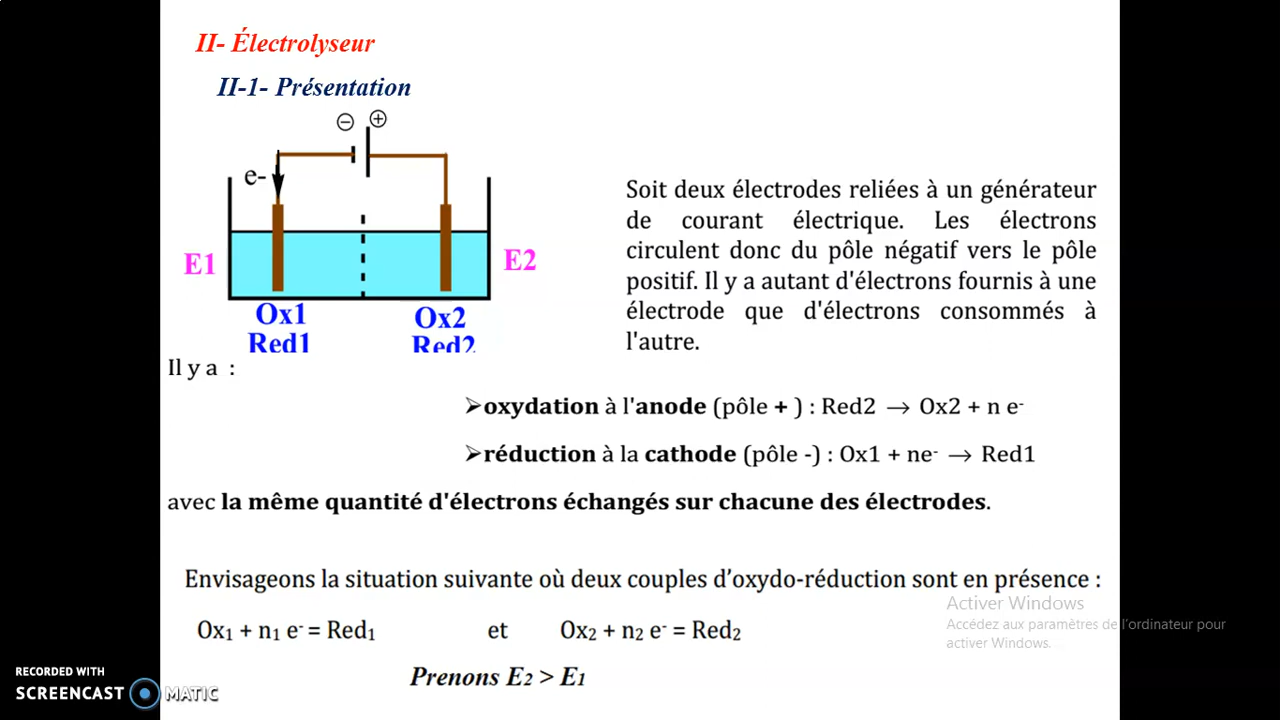 II- Électrolyseur
II-1- Présentation
⊖ ⊕
e-
E1
E2
Ox1
Red1
Ox2
Red2
Soit deux électrodes reliées à un générateur
de courant électrique. Les électrons
circulent donc du pôle négatif vers le pôle
positif. Il y a autant d'électrons fournis à une
électrode que d'électrons consommés à
l'autre.
Il y a :
➢oxydation à l'anode (pôle + ) : Red2 → Ox2 + n e⁻
➢réduction à la cathode (pôle -) : Ox1 + ne⁻ → Red1
avec la même quantité d'électrons échangés sur chacune des électrodes.
Envisageons la situation suivante où deux couples d’oxydo-réduction sont en présence :
Ox₁ + n₁ e⁻ = Red₁ et Ox₂ + n₂ e⁻ = Red₂
Prenons E₂ > E₁
Activer Windows
Accédez aux paramètres de l'ordinateur pour
activer Windows.
RECORDED WITH
SCREENCAST MATIC